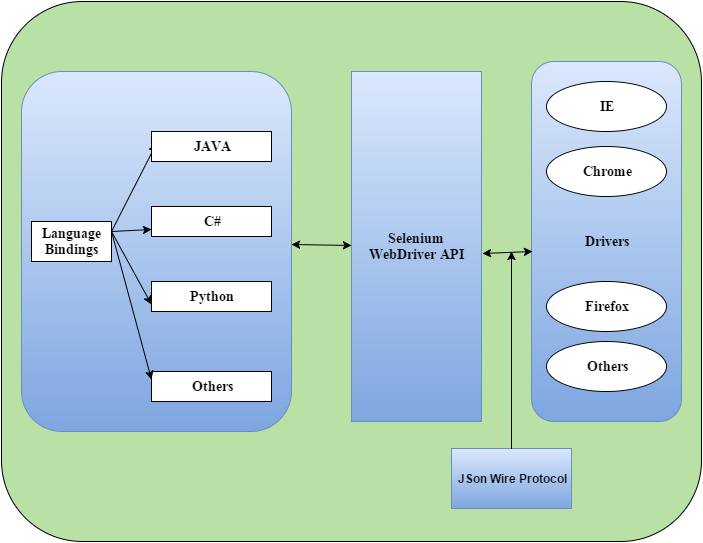 Language
Bindings
JAVA
C#
Python
Others
Selenium
WebDriver API
IE
Chrome
Drivers
Firefox
Others
JSon Wire Protocol